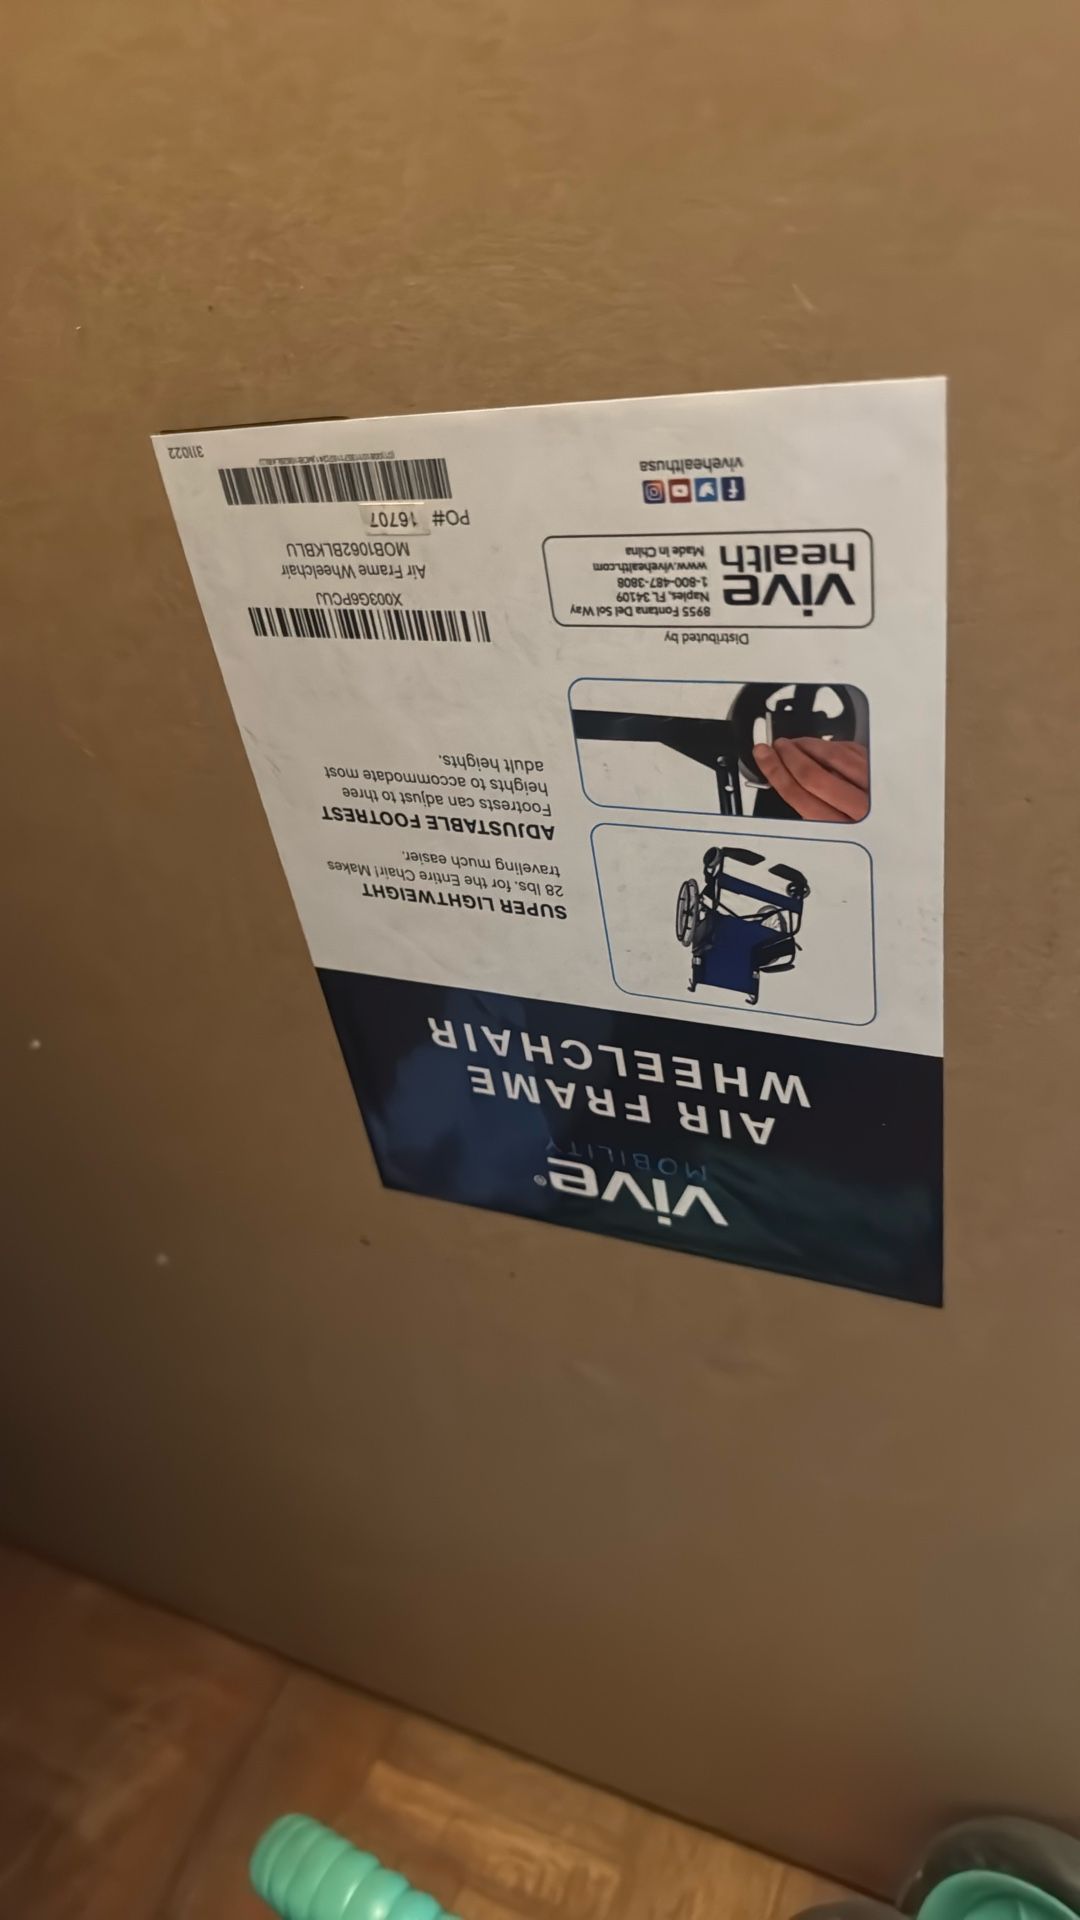 vive®
MOBILITY
AIR FRAME
WHEELCHAIR
SUPER LIGHTWEIGHT
28 lbs. for the Entire Chair! Makes
traveling much easier.
ADJUSTABLE FOOTREST
Footrests can adjust to three
heights to accommodate most
adult heights.
Distributed by
vive
health
8955 Fontana Del Sol Way
Naples, FL 34109
1-800-487-3808
www.vivehealth.com
Made in China
vivehealthusa
X003G6PCUJ
Air Frame Wheelchair
MOB1062BLKBLU
PO# 16707
311022